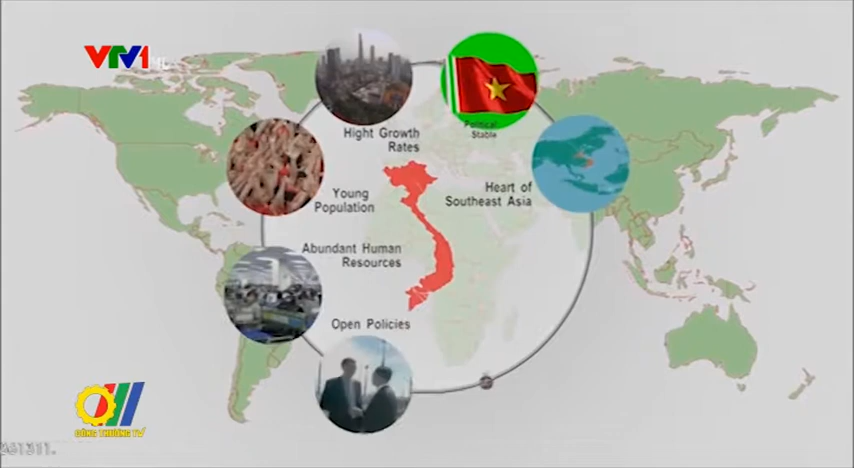 VTV1
HD
Hight Growth
Rates
Political
Stable
Young
Population
Heart of
Southeast Asia
Abundant Human
Resources
Open Policies
CÔNG THƯƠNG TV